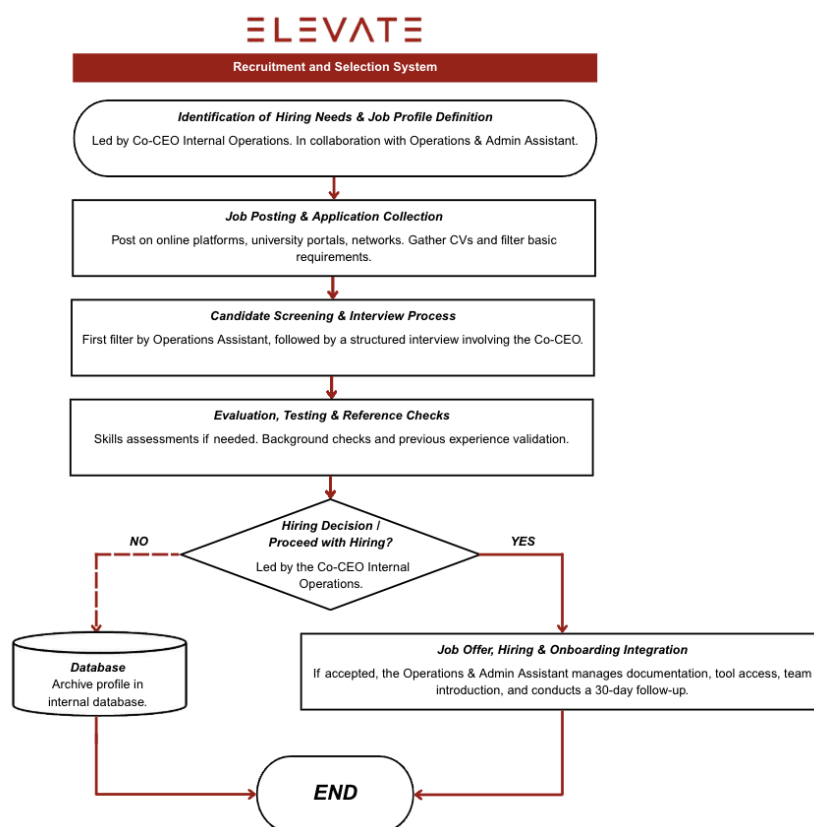 ELEVATE
Recruitment and Selection System
Identification of Hiring Needs & Job Profile Definition
Led by Co-CEO Internal Operations. In collaboration with Operations & Admin Assistant.
Job Posting & Application Collection
Post on online platforms, university portals, networks. Gather CVs and filter basic
requirements.
Candidate Screening & Interview Process
First filter by Operations Assistant, followed by a structured interview involving the Co-CEO.
Evaluation, Testing & Reference Checks
Skills assessments if needed. Background checks and previous experience validation.
Hiring Decision /
Proceed with Hiring?
Led by the Co-CEO Internal
Operations.
NO
YES
Database
Archive profile in
internal database.
Job Offer, Hiring & Onboarding Integration
If accepted, the Operations & Admin Assistant manages documentation, tool access, team
introduction, and conducts a 30-day follow-up.
END